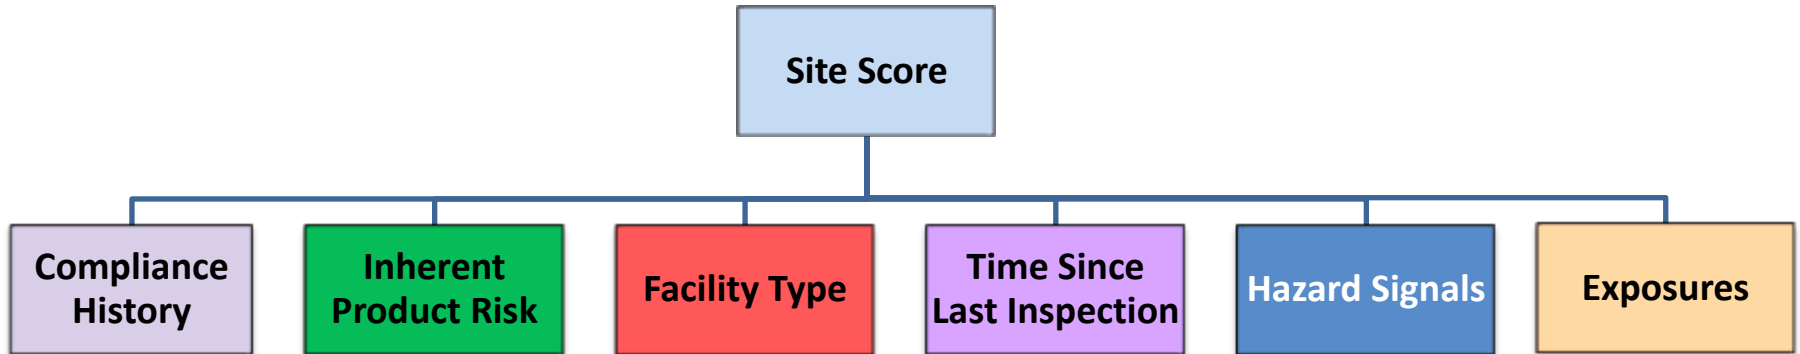 Site Score
Compliance
History
Inherent
Product Risk
Facility Type
Time Since
Last Inspection
Hazard Signals
Exposures